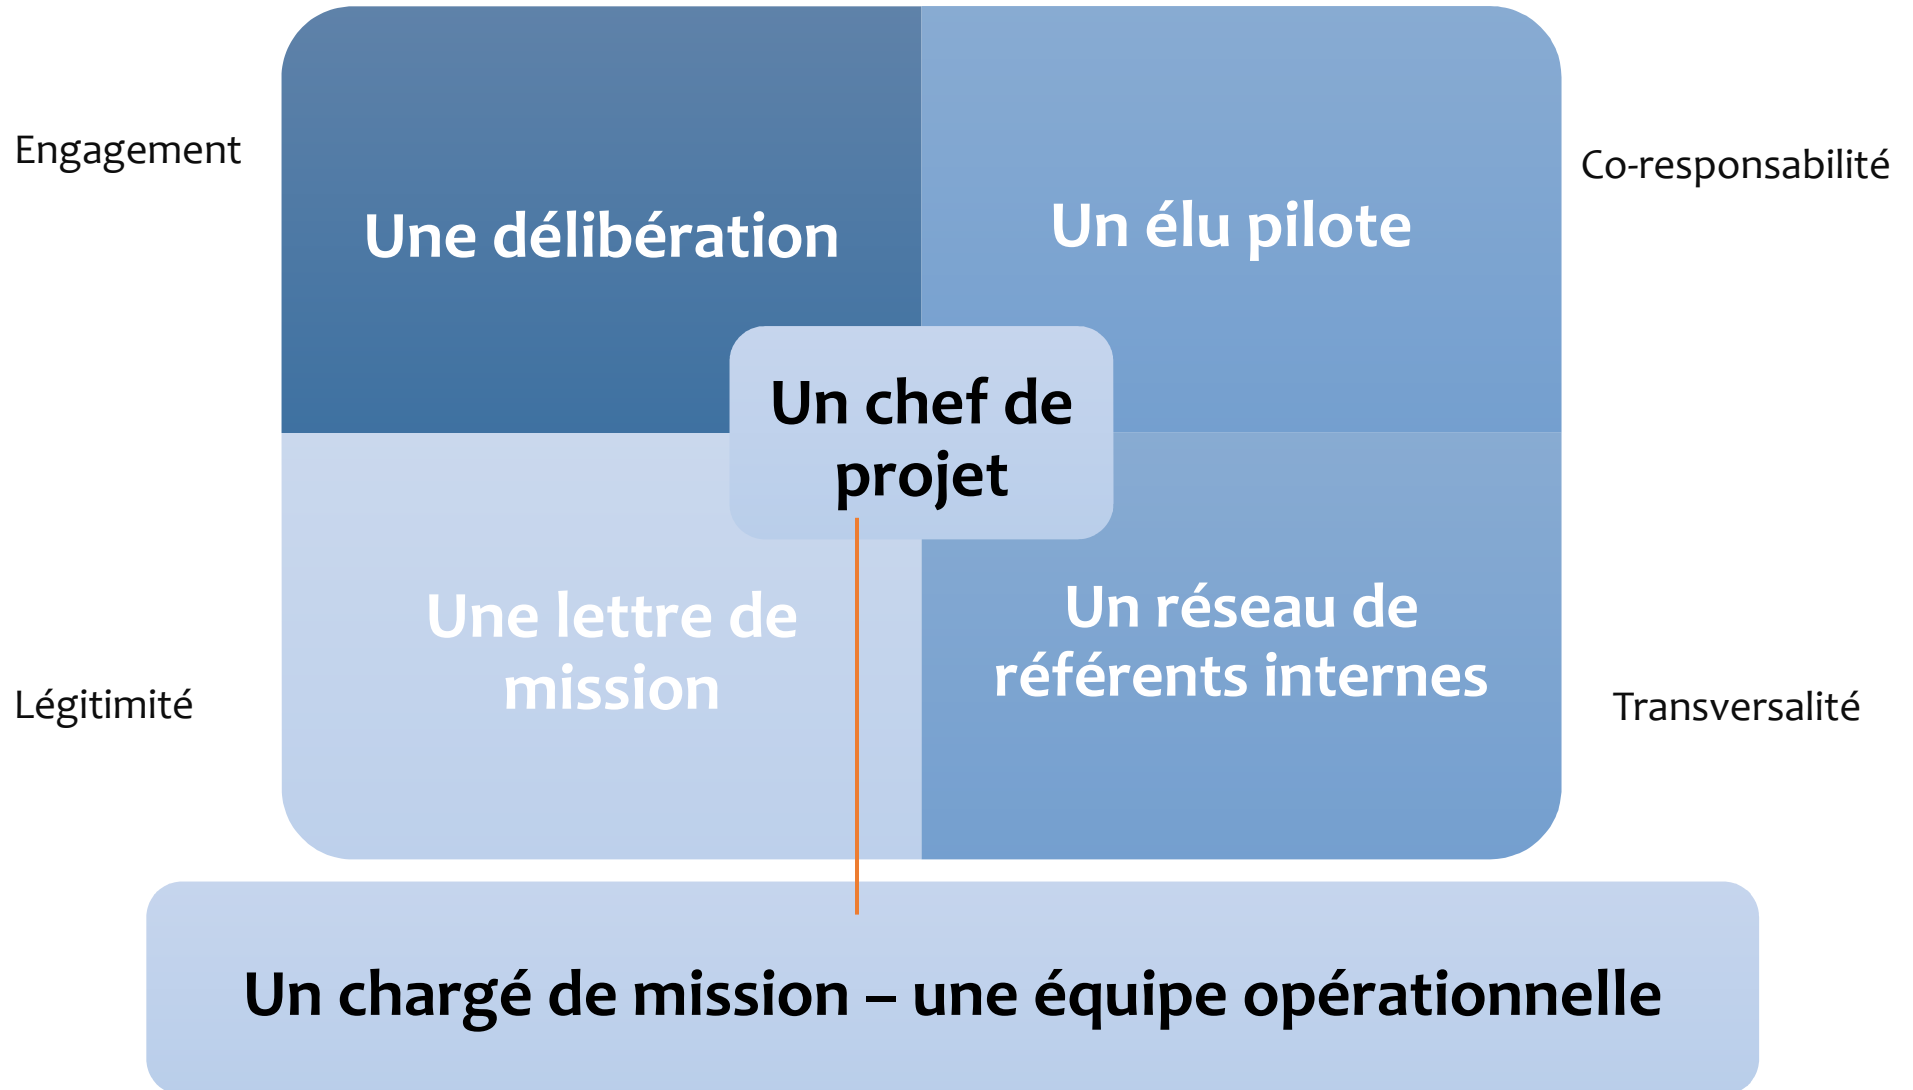 Engagement
Une délibération
Un élu pilote
Co-responsabilité
Un chef de
projet
Légitimité
Une lettre de
mission
Un réseau de
référents internes
Transversalité
Un chargé de mission – une équipe opérationnelle